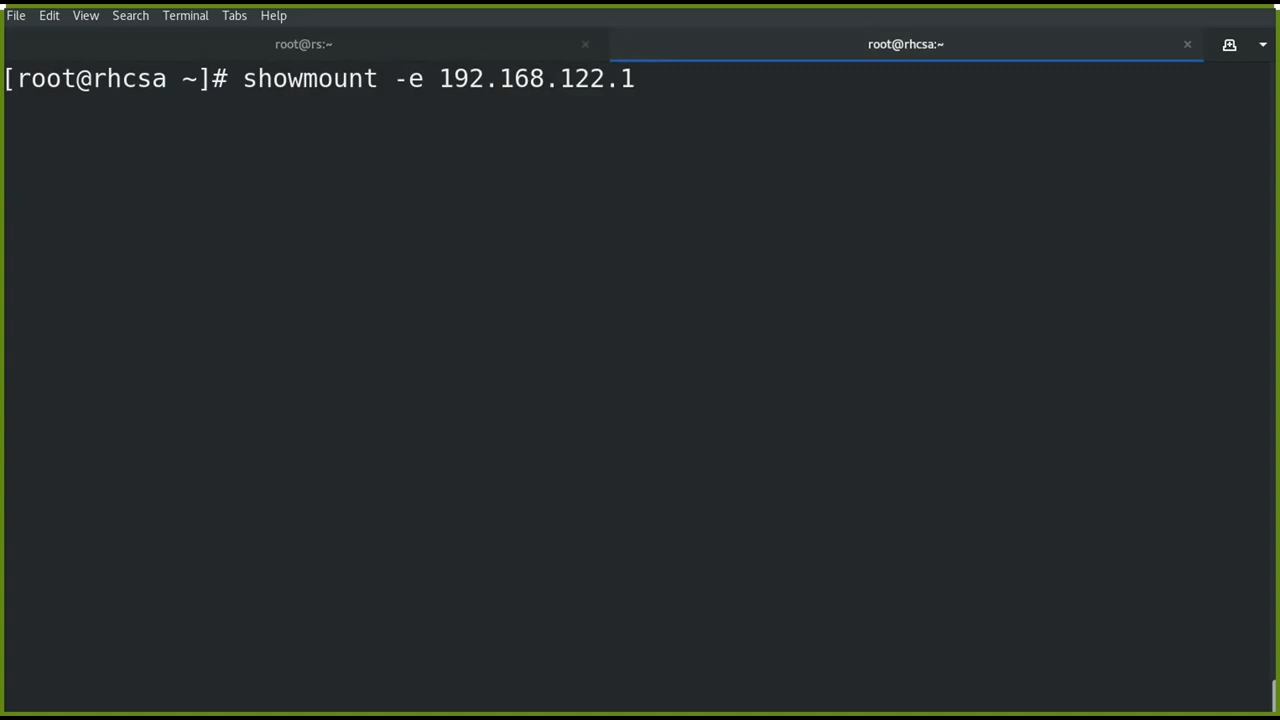 File Edit View Search Terminal Tabs Help
root@rs:~ × root@rhcsa:~ ×
[root@rhcsa ~]# showmount -e 192.168.122.1